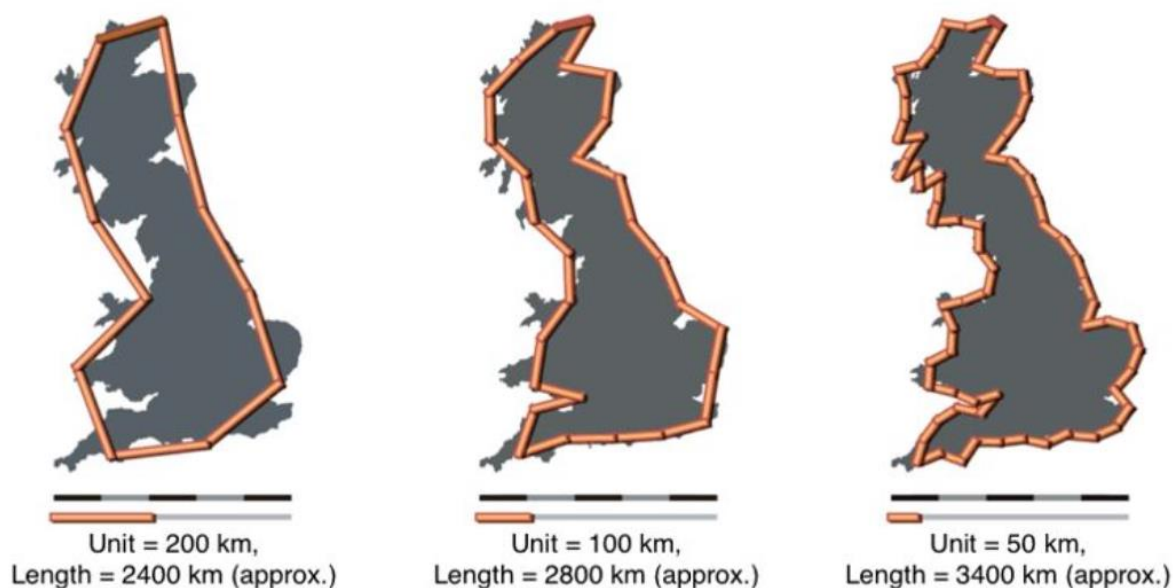 Unit = 200 km,
Length = 2400 km (approx.)
Unit = 100 km,
Length = 2800 km (approx.)
Unit = 50 km,
Length = 3400 km (approx.)